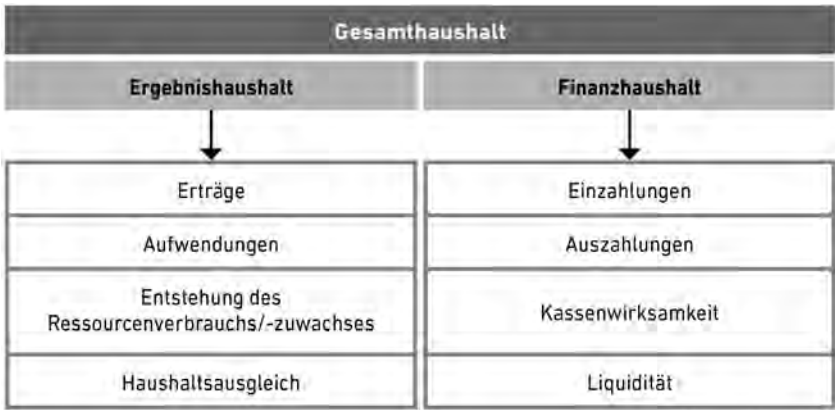 Gesamthaushalt
Ergebnishaushalt
Finanzhaushalt
Erträge
Einzahlungen
Aufwendungen
Auszahlungen
Entstehung des
Ressourcenverbrauchs/-zuwachses
Kassenwirksamkeit
Haushaltsausgleich
Liquidität